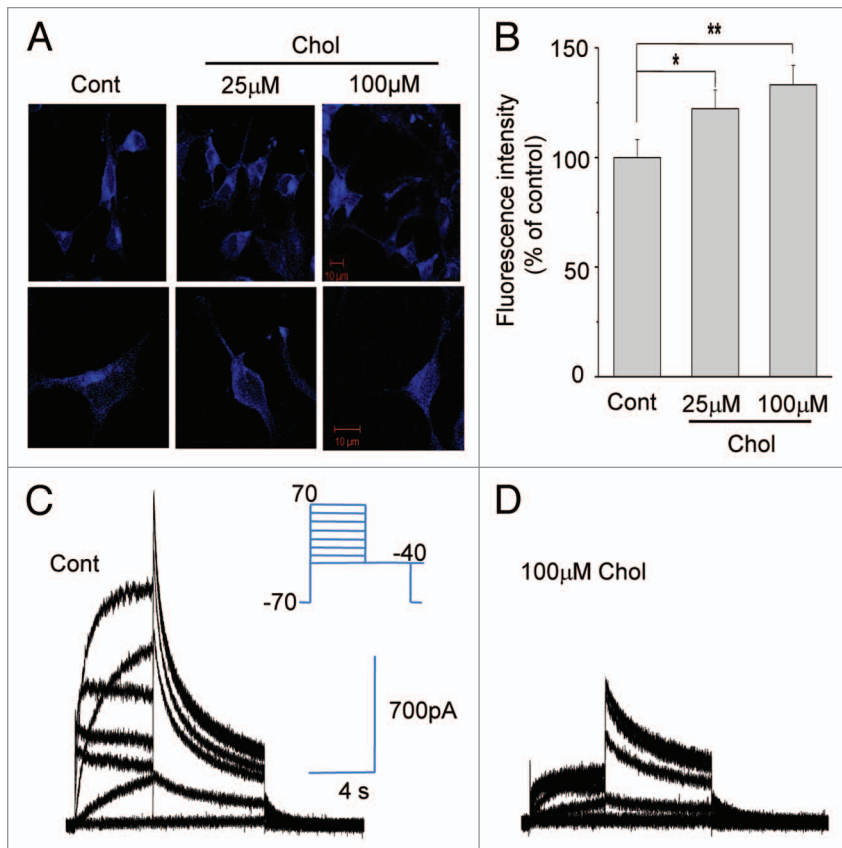 A
Chol
Cont
25μM
100μM
10 μm
10 μm
B
150
100
50
0
Fluorescence intensity
(% of control)
*
**
Cont
25μM
100μM
Chol
C
Cont
70
-40
-70
700pA
4 s
D
100μM Chol